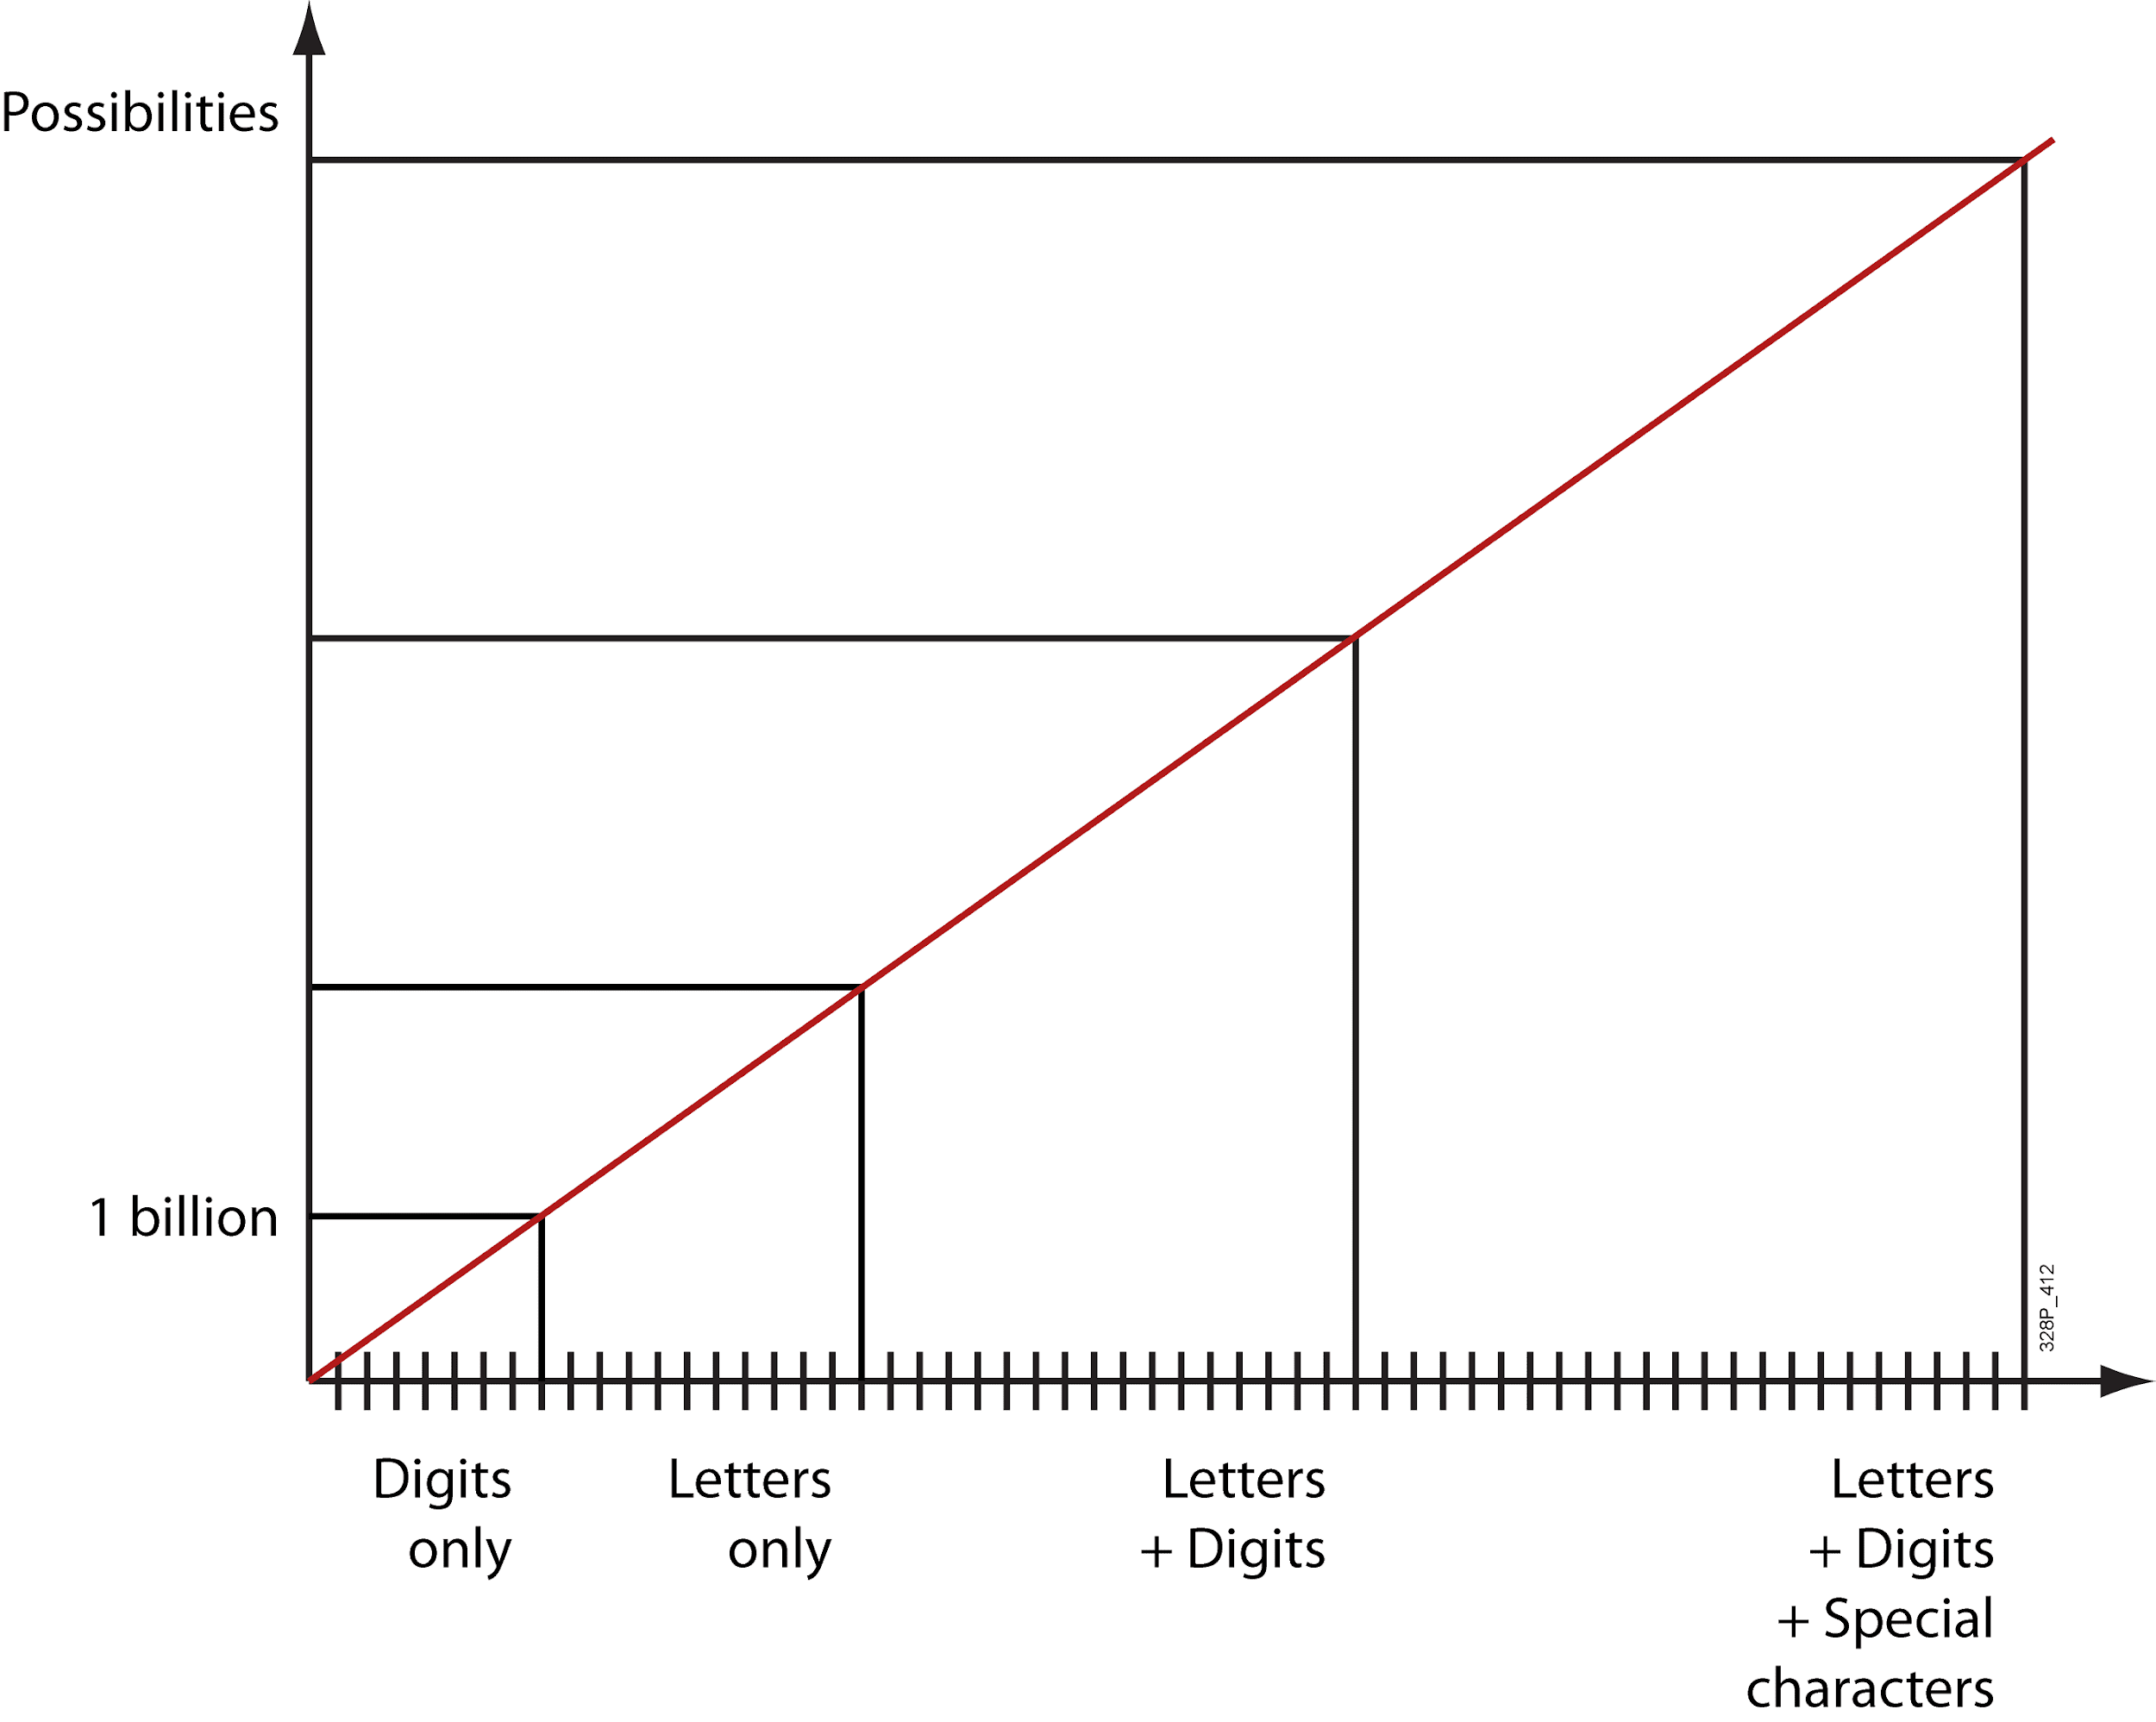 Possibilities
1 billion
328P_412
Digits
only
Letters
only
Letters
+ Digits
Letters
+ Digits
+ Special
characters